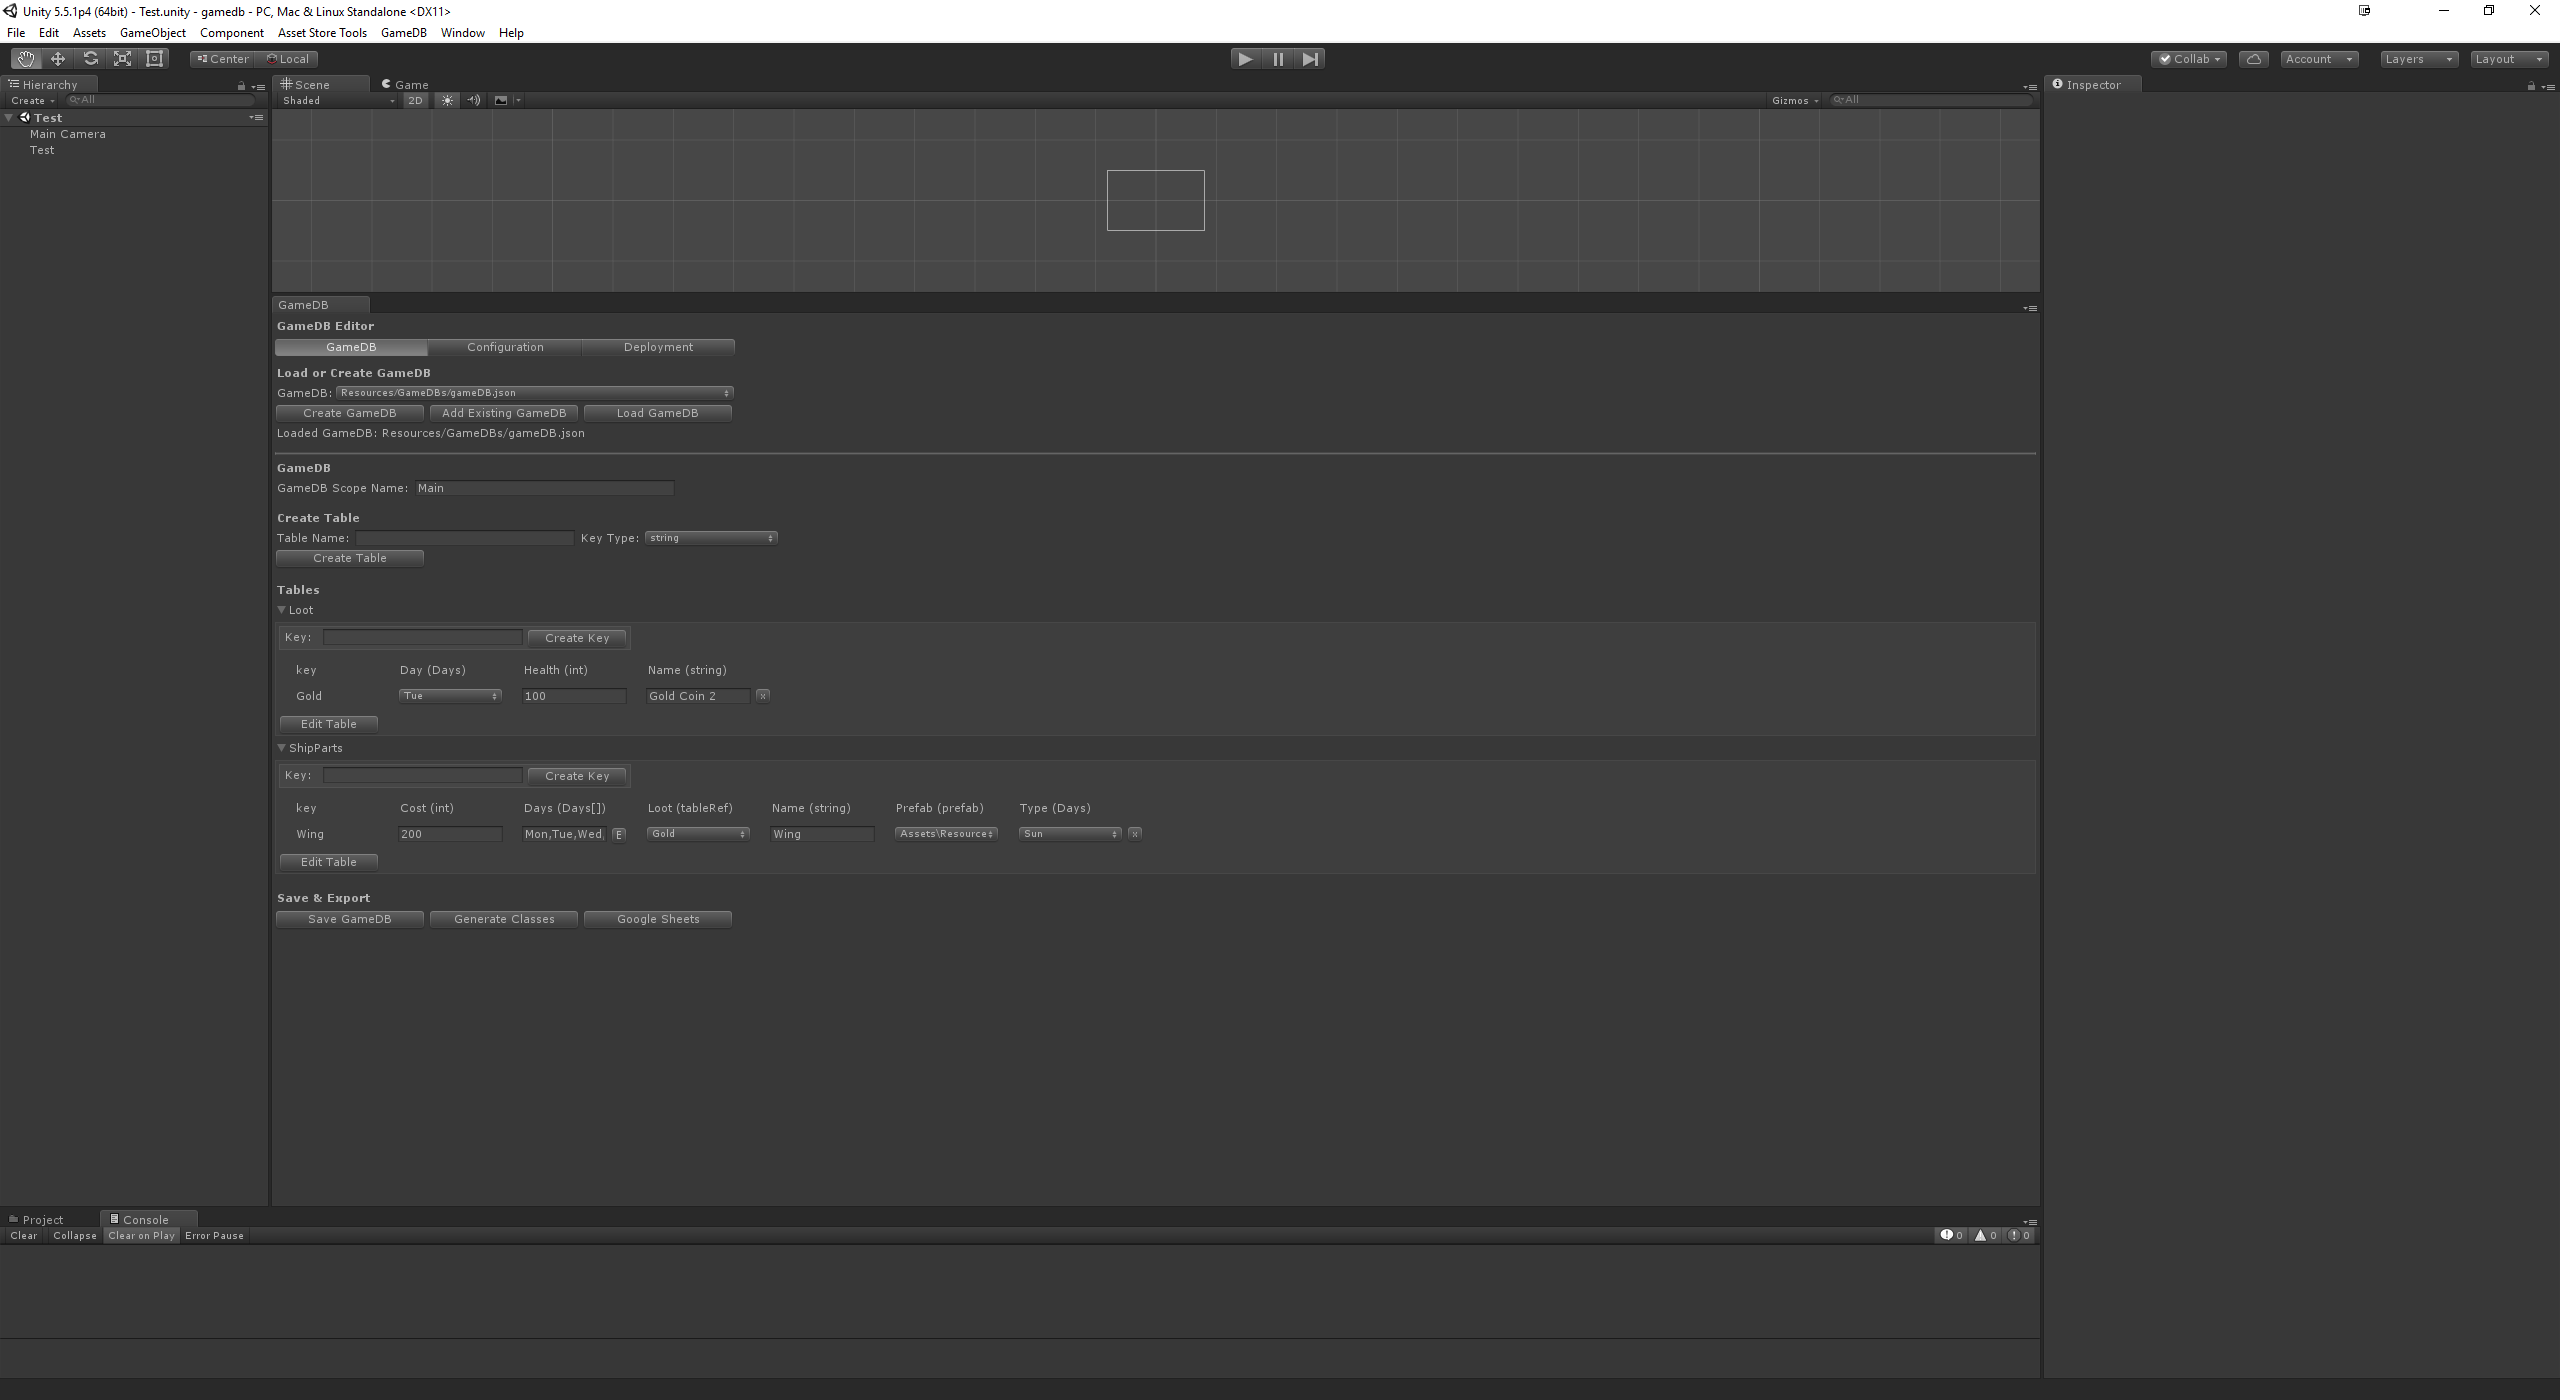 Unity 5.5.1p4 (64bit) - Test.unity - gamedb - PC, Mac & Linux Standalone <DX11>
File Edit Assets GameObject Component Asset Store Tools GameDB Window Help
Center Local Collab Account Layers Layout
Hierarchy Scene Game Inspector
Create All Shaded 2D Gizmos All
Test
Main Camera
Test
GameDB
GameDB Editor
GameDB Configuration Deployment
Load or Create GameDB
GameDB: Resources/GameDBs/gameDB.json
Create GameDB Add Existing GameDB Load GameDB
Loaded GameDB: Resources/GameDBs/gameDB.json
GameDB
GameDB Scope Name: Main
Create Table
Table Name: Key Type: string
Create Table
Tables
Loot
Key: Create Key
key Day (Days) Health (int) Name (string)
Gold Tue 100 Gold Coin 2 x
Edit Table
ShipParts
Key: Create Key
key Cost (int) Days (Days[]) Loot (tableRef) Name (string) Prefab (prefab) Type (Days)
Wing 200 Mon,Tue,Wed, E Gold Wing Assets\Resource Sun x
Edit Table
Save & Export
Save GameDB Generate Classes Google Sheets
Project Console
Clear Collapse Clear on Play Error Pause 0 0 0